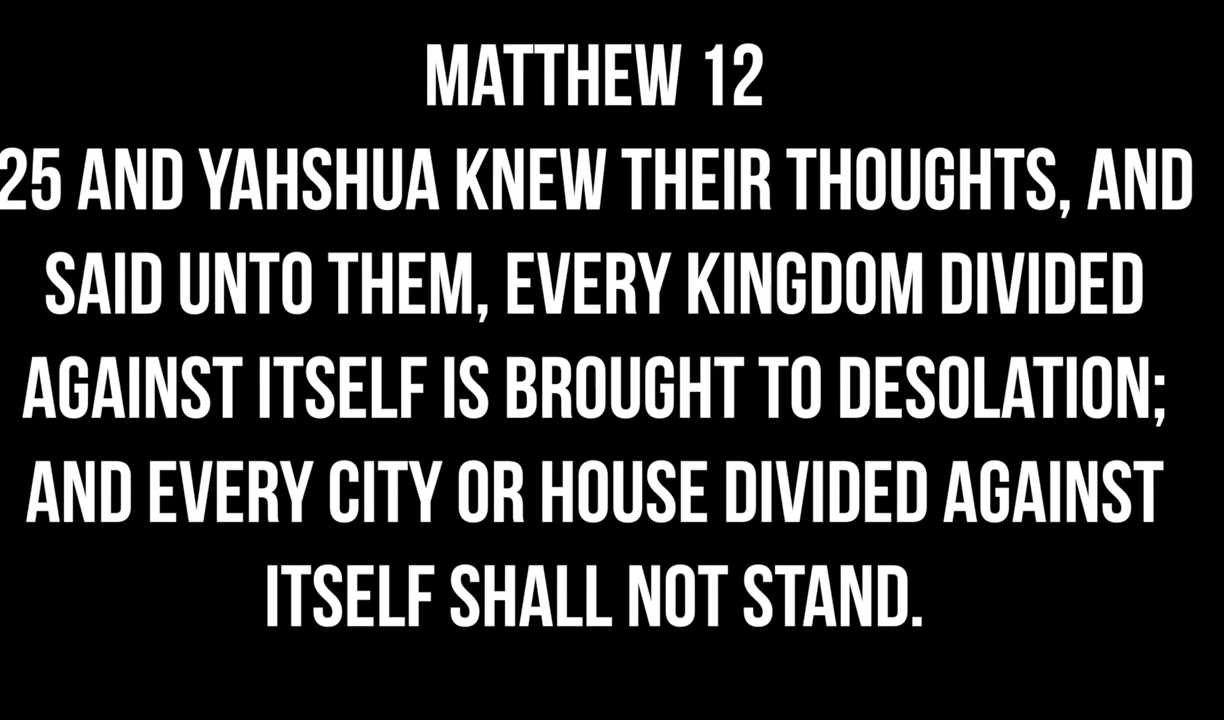 MATTHEW 12
25 AND YAHSHUA KNEW THEIR THOUGHTS, AND
SAID UNTO THEM, EVERY KINGDOM DIVIDED
AGAINST ITSELF IS BROUGHT TO DESOLATION;
AND EVERY CITY OR HOUSE DIVIDED AGAINST
ITSELF SHALL NOT STAND.